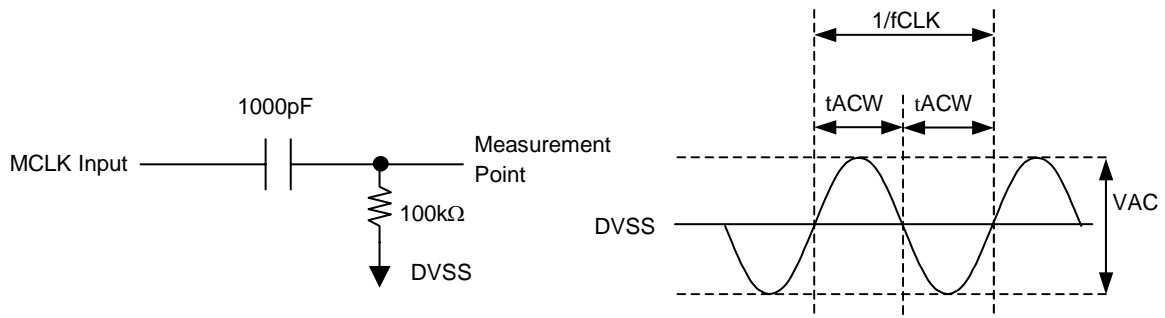 1000pF
MCLK Input
Measurement
Point
100kΩ
DVSS
1/fCLK
tACW
tACW
DVSS
VAC